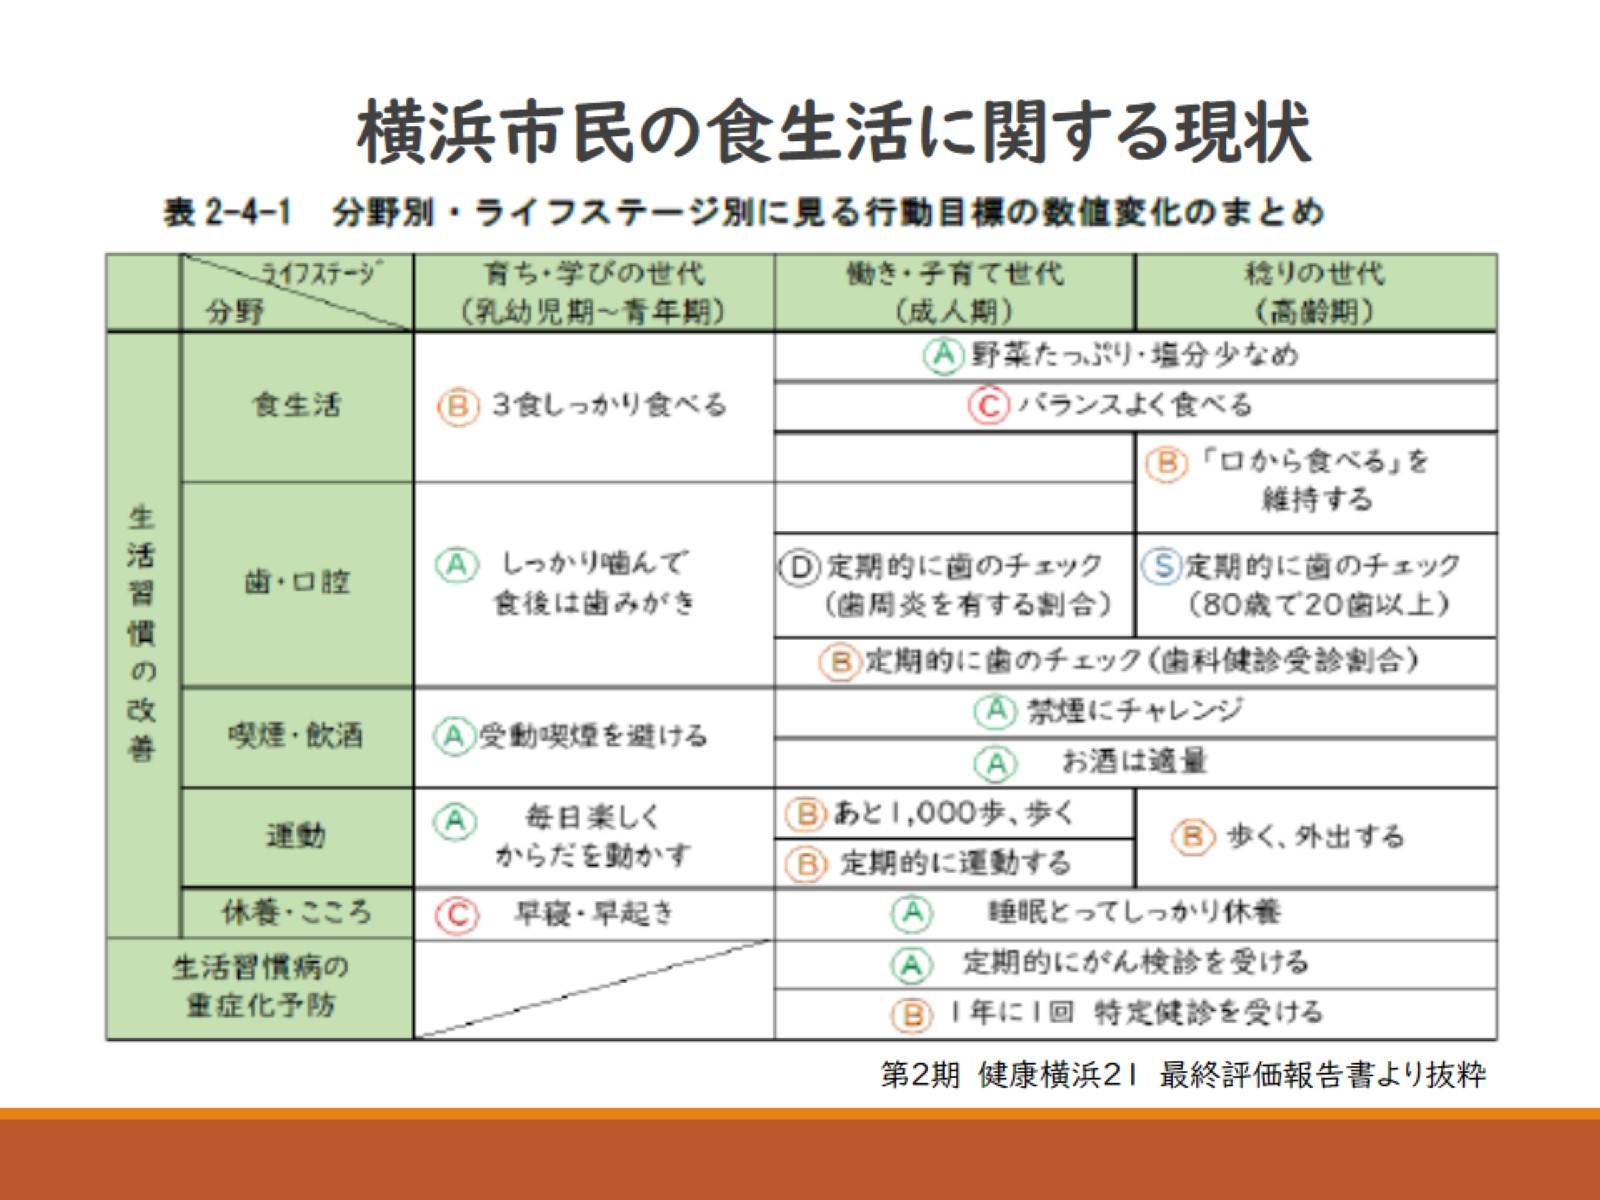 横浜市民の食生活に関する現状
表2-4-1 分野別・ライフステージ別に見る行動目標の数値変化のまとめ
ライフステージ
分野
育ち・学びの世代
(乳幼児期~青年期)
働き・子育て世代
(成人期)
稔りの世代
(高齢期)
生活習慣の改善
食生活
B 3食しっかり食べる
A 野菜たっぷり・塩分少なめ
C バランスよく食べる
B 「口から食べる」を
維持する
歯・口腔
A しっかり噛んで
食後は歯みがき
D 定期的に歯のチェック
(歯周炎を有する割合)
S 定期的に歯のチェック
(80歳で20歯以上)
B 定期的に歯のチェック(歯科健診受診割合)
喫煙・飲酒
A 受動喫煙を避ける
A 禁煙にチャレンジ
A お酒は適量
運動
A 毎日楽しく
からだを動かす
B あと1,000歩、歩く
B 定期的に運動する
B 歩く、外出する
休養・こころ
C 早寝・早起き
A 睡眠とってしっかり休養
生活習慣病の
重症化予防
A 定期的にがん検診を受ける
B 1年に1回 特定健診を受ける
第2期 健康横浜21 最終評価報告書より抜粋